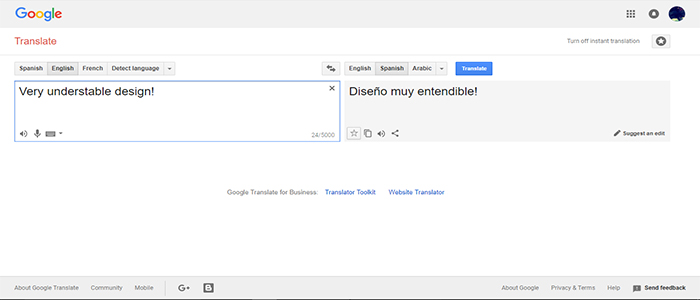 Google
Translate
Turn off instant translation
Spanish English French Detect language
English Spanish Arabic Translate
Very understable design!
Diseño muy entendible!
24/5000
Suggest an edit
Google Translate for Business: Translator Toolkit Website Translator
About Google Translate Community Mobile G+ B About Google Privacy & Terms Help Send feedback